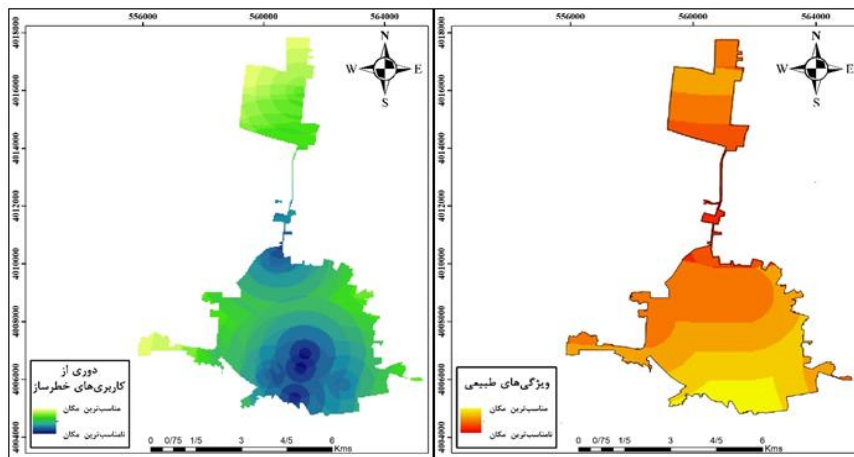 556000 560000 564000
N
W E
S
4018000
4016000
4014000
4012000
4010000
4008000
4006000
4004000
دوری از
کاربری‌های خطرساز
مناسب‌ترین مکان
نامناسب‌ترین مکان
0 0/75 1/5 3 4/5 6
Kms
556000 560000 564000
N
W E
S
4018000
4016000
4014000
4012000
4010000
4008000
4006000
4004000
ویژگی‌های طبیعی
مناسب‌ترین مکان
نامناسب‌ترین مکان
0 0/75 1/5 3 4/5 6
Kms